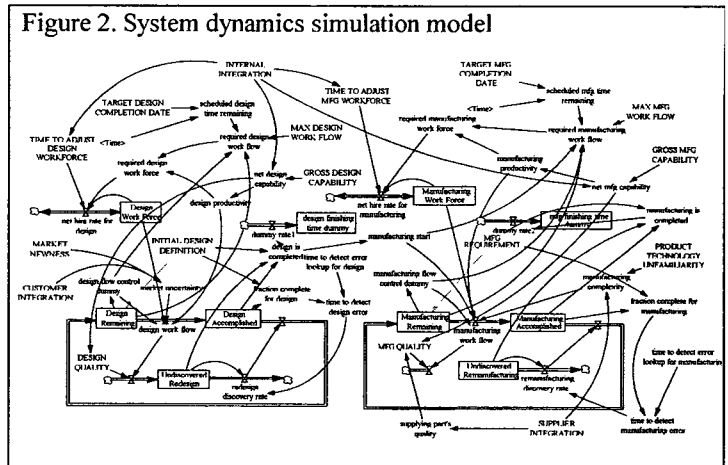 Figure 2. System dynamics simulation model
INTERNAL
INTEGRATION
TARGET DESIGN
COMPLETION DATE
scheduled design
time remaining
TIME TO ADJUST
MFG WORKFORCE
TARGET MFG
COMPLETION
DATE
scheduled mfg time
remaining
<Time>
MAX MFG
WORK FLOW
required manufacturing
work force
required manufacturing
work flow
TIME TO ADJUST
DESIGN
WORKFORCE
<Time>
MAX DESIGN
WORK FLOW
required design
work flow
required design
work force
net design
capability
GROSS DESIGN
CAPABILITY
design productivity
manufacturing
productivity
GROSS MFG
CAPABILITY
net mfg capability
Design
Work Force
net hire rate for
design
Manufacturing
Work Force
net hire rate for
manufacturing
design finishing
time dummy
dummy rate1
mfg finishing time
dummy
dummy rate
manufacturing is
completed
MARKET
NEWNESS
INITIAL DESIGN
DEFINITION
design is
completed
time to detect error
lookup for design
manufacturing start
MFG
REQUIREMENT
PRODUCT
TECHNOLOGY
UNFAMILIARITY
CUSTOMER
INTEGRATION
design flow control
dummy
market uncertainty
fraction complete
for design
time to detect
design error
manufacturing flow
control dummy
manufacturing
complexity
fraction complete for
manufacturing
Design
Remaining
design work flow
Design
Accomplished
Manufacturing
Remaining
manufacturing
work flow
Manufacturing
Accomplished
DESIGN
QUALITY
Undiscovered
Redesign
redesign
discovery rate
MFG QUALITY
Undiscovered
Remanufacturing
remanufacturing
discovery rate
time to detect error
lookup for manufacturin
supplying part's
quality
SUPPLIER
INTEGRATION
time to detect
manufacturing error